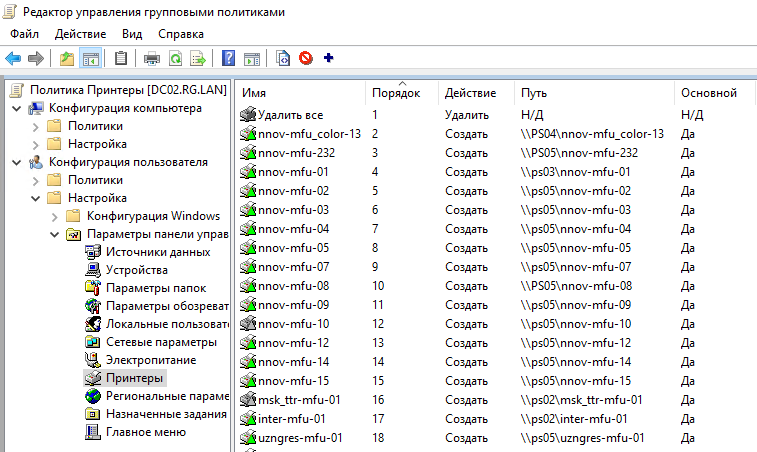 Редактор управления групповыми политиками
Файл Действие Вид Справка
Политика Принтеры [DC02.RG.LAN]
Конфигурация компьютера
Политики
Настройка
Конфигурация пользователя
Политики
Настройка
Конфигурация Windows
Параметры панели управ
Источники данных
Устройства
Параметры папок
Параметры обозреват
Локальные пользовате
Сетевые параметры
Электропитание
Принтеры
Региональные параме
Назначенные задания
Главное меню
Имя Порядок Действие Путь Основной
Удалить все 1 Удалить Н/Д Н/Д
nnov-mfu_color-13 2 Создать \\PS04\nnov-mfu_color-13 Да
nnov-mfu-232 3 Создать \\PS05\nnov-mfu-232 Да
nnov-mfu-01 4 Создать \\ps03\nnov-mfu-01 Да
nnov-mfu-02 5 Создать \\ps05\nnov-mfu-02 Да
nnov-mfu-03 6 Создать \\ps05\nnov-mfu-03 Да
nnov-mfu-04 7 Создать \\ps05\nnov-mfu-04 Да
nnov-mfu-05 8 Создать \\ps05\nnov-mfu-05 Да
nnov-mfu-07 9 Создать \\ps05\nnov-mfu-07 Да
nnov-mfu-08 10 Создать \\PS05\nnov-mfu-08 Да
nnov-mfu-09 11 Создать \\ps05\nnov-mfu-09 Да
nnov-mfu-10 12 Создать \\ps05\nnov-mfu-10 Да
nnov-mfu-12 13 Создать \\ps05\nnov-mfu-12 Да
nnov-mfu-14 14 Создать \\ps05\nnov-mfu-14 Да
nnov-mfu-15 15 Создать \\ps05\nnov-mfu-15 Да
msk_ttr-mfu-01 16 Создать \\ps02\msk_ttr-mfu-01 Да
inter-mfu-01 17 Создать \\ps02\inter-mfu-01 Да
uzngres-mfu-01 18 Создать \\ps05\uzngres-mfu-01 Да